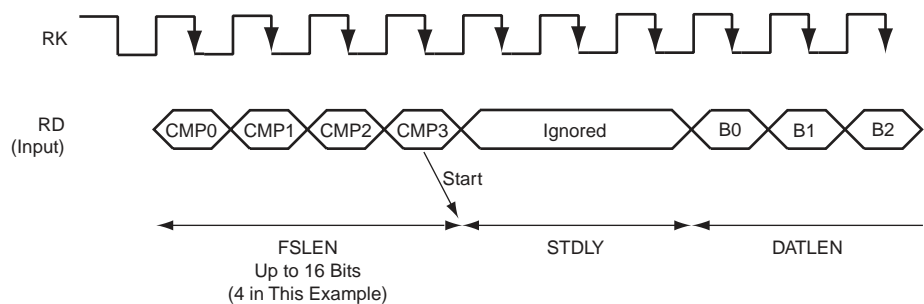 RK
RD
(Input)
CMP0 CMP1 CMP2 CMP3 Ignored B0 B1 B2
Start
FSLEN STDLY DATLEN
Up to 16 Bits
(4 in This Example)